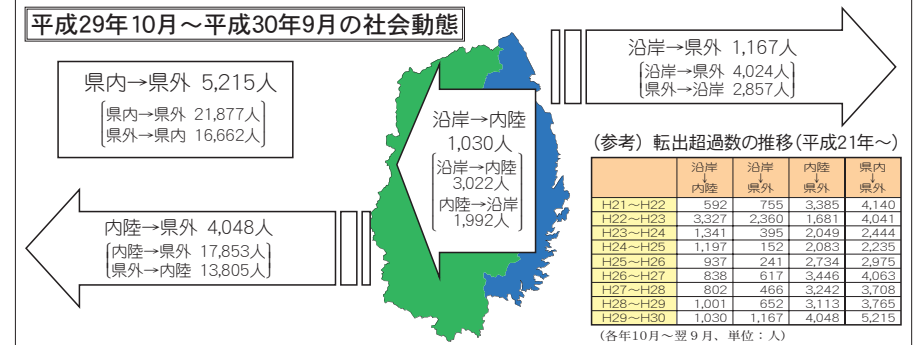 平成29年10月～平成30年9月の社会動態
県内→県外 5,215人
県内→県外 21,877人
県外→県内 16,662人
沿岸→県外 1,167人
沿岸→県外 4,024人
県外→沿岸 2,857人
沿岸→内陸
1,030人
沿岸→内陸
3,022人
内陸→沿岸
1,992人
内陸→県外 4,048人
内陸→県外 17,853人
県外→内陸 13,805人
(参考) 転出超過数の推移(平成21年～)
沿岸 沿岸 内陸 県内
↓ ↓ ↓ ↓
内陸 県外 県外 県外
H21～H22 592 755 3,385 4,140
H22～H23 3,327 2,360 1,681 4,041
H23～H24 1,341 395 2,049 2,444
H24～H25 1,197 152 2,083 2,235
H25～H26 937 241 2,734 2,975
H26～H27 838 617 3,446 4,063
H27～H28 802 466 3,242 3,708
H28～H29 1,001 652 3,113 3,765
H29～H30 1,030 1,167 4,048 5,215
(各年10月～翌９月、単位：人)